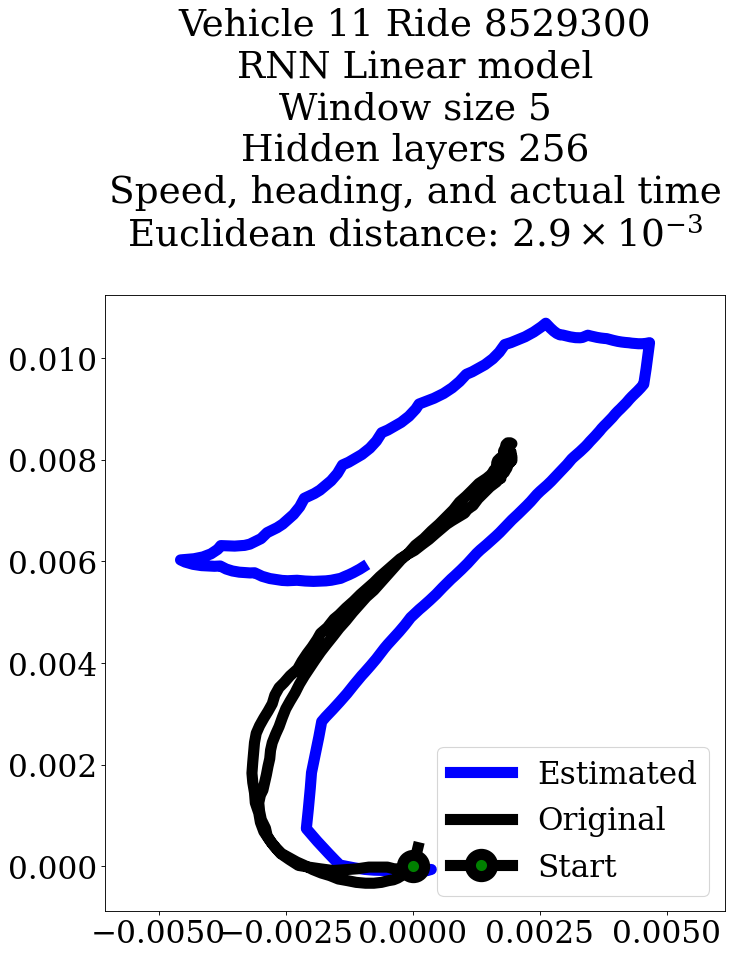 Vehicle 11 Ride 8529300
RNN Linear model
Window size 5
Hidden layers 256
Speed, heading, and actual time
Euclidean distance: 2.9 × 10⁻³
0.010
0.008
0.006
0.004
0.002
0.000
Estimated
Original
Start
−0.0050 −0.0025 0.0000 0.0025 0.0050